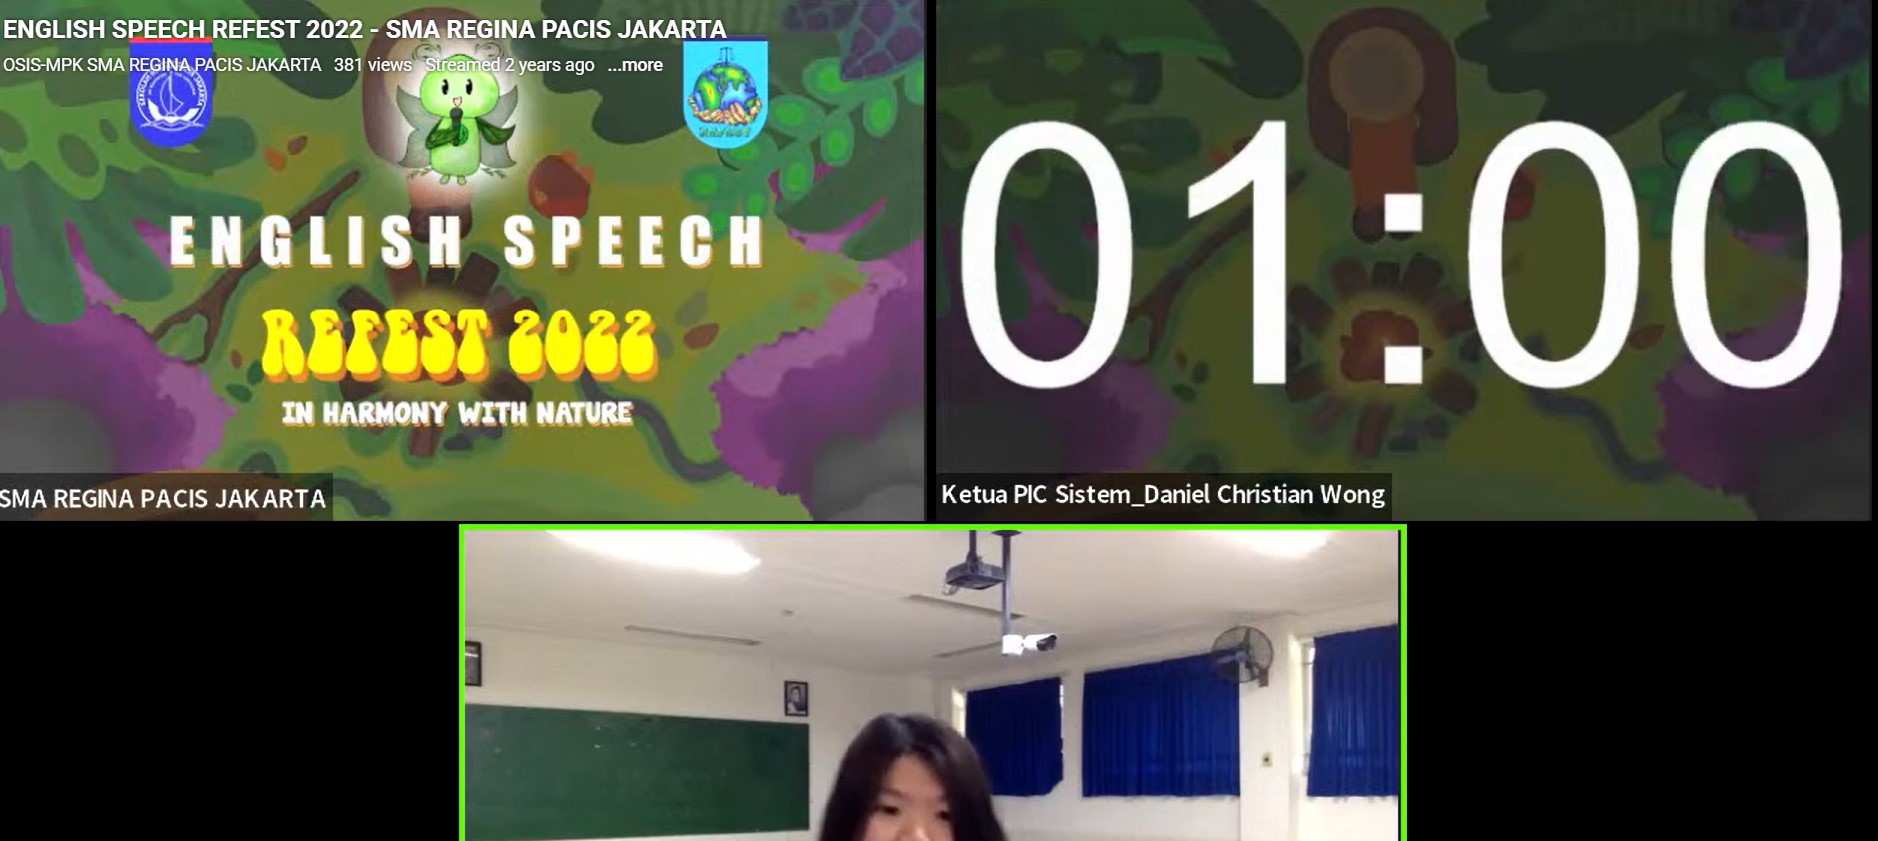 ENGLISH SPEECH REFEST 2022 - SMA REGINA PACIS JAKARTA
OSIS-MPK SMA REGINA PACIS JAKARTA 381 views Streamed 2 years ago ...more
ENGLISH SPEECH
REFEST 2022
IN HARMONY WITH NATURE
SMA REGINA PACIS JAKARTA
01:00
Ketua PIC Sistem_Daniel Christian Wong